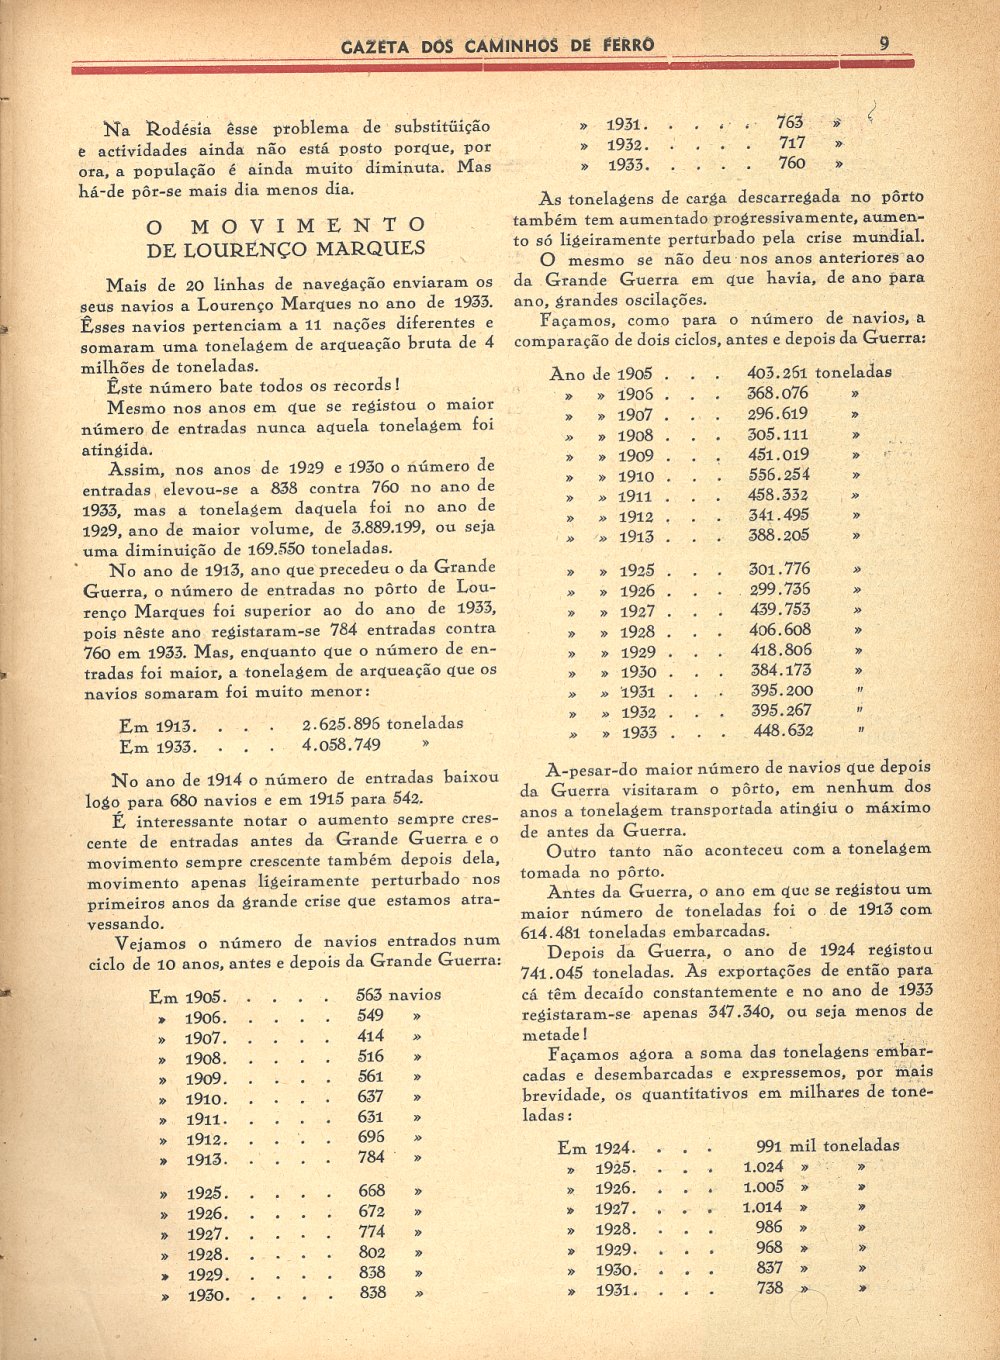 GAZETA DOS CAMINHOS DE FERRO 9
Na Rodésia êsse problema de substitüição
e actividades ainda não está posto porque, por
ora, a população é ainda muito diminuta. Mas
há-de pôr-se mais dia menos dia.
O MOVIMENTO
DE LOURENÇO MARQUES
Mais de 20 linhas de navegação enviaram os
seus navios a Lourenço Marques no ano de 1933.
Êsses navios pertenciam a 11 nações diferentes e
somaram uma tonelagem de arqueação bruta de 4
milhões de toneladas.
Êste número bate todos os records!
Mesmo nos anos em que se registou o maior
número de entradas nunca aquela tonelagem foi
atingida.
Assim, nos anos de 1929 e 1930 o número de
entradas elevou-se a 838 contra 760 no ano de
1933, mas a tonelagem daquela foi no ano de
1929, ano de maior volume, de 3.889.199, ou seja
uma diminuição de 169.550 toneladas.
No ano de 1913, ano que precedeu o da Grande
Guerra, o número de entradas no pôrto de Lou-
renço Marques foi superior ao do ano de 1933,
pois nêste ano registaram-se 784 entradas contra
760 em 1933. Mas, enquanto que o número de en-
tradas foi maior, a tonelagem de arqueação que os
navios somaram foi muito menor:
Em 1913. . . . 2.625.896 toneladas
Em 1933. . . . 4.058.749 »
No ano de 1914 o número de entradas baixou
logo para 680 navios e em 1915 para 542.
É interessante notar o aumento sempre cres-
cente de entradas antes da Grande Guerra e o
movimento sempre crescente também depois dela,
movimento apenas ligeiramente perturbado nos
primeiros anos da grande crise que estamos atra-
vessando.
Vejamos o número de navios entrados num
ciclo de 10 anos, antes e depois da Grande Guerra:
Em 1905. . . . . 563 navios
» 1906. . . . . 549 »
» 1907. . . . . 414 »
» 1908. . . . . 516 »
» 1909. . . . . 561 »
» 1910. . . . . 637 »
» 1911. . . . . 631 »
» 1912. . . . . 696 »
» 1913. . . . . 784 »
» 1925. . . . . 668 »
» 1926. . . . . 672 »
» 1927. . . . . 774 »
» 1928. . . . . 802 »
» 1929. . . . . 838 »
» 1930. . . . . 838 »
» 1931. . . . . 763 »
» 1932. . . . . 717 »
» 1933. . . . . 760 »
As tonelagens de carga descarregada no pôrto
também tem aumentado progressivamente, aumen-
to só ligeiramente perturbado pela crise mundial.
O mesmo se não deu nos anos anteriores ao
da Grande Guerra em que havia, de ano para
ano, grandes oscilações.
Façamos, como para o número de navios, a
comparação de dois ciclos, antes e depois da Guerra:
Ano de 1905 . . . 403.261 toneladas
» » 1906 . . . 368.076 »
» » 1907 . . . 296.619 »
» » 1908 . . . 305.111 »
» » 1909 . . . 451.019 »
» » 1910 . . . 556.254 »
» » 1911 . . . 458.332 »
» » 1912 . . . 341.495 »
» » 1913 . . . 388.205 »
» » 1925 . . . 301.776 »
» » 1926 . . . 299.736 »
» » 1927 . . . 439.753 »
» » 1928 . . . 406.608 »
» » 1929 . . . 418.806 »
» » 1930 . . . 384.173 »
» » 1931 . . . 395.200 "
» » 1932 . . . 395.267 "
» » 1933 . . . 448.632 "
A-pesar-do maior número de navios que depois
da Guerra visitaram o pôrto, em nenhum dos
anos a tonelagem transportada atingiu o máximo
de antes da Guerra.
Outro tanto não aconteceu com a tonelagem
tomada no pôrto.
Antes da Guerra, o ano em que se registou um
maior número de toneladas foi o de 1913 com
614.481 toneladas embarcadas.
Depois da Guerra, o ano de 1924 registou
741.045 toneladas. As exportações de então para
cá têm decaído constantemente e no ano de 1933
registaram-se apenas 347.340, ou seja menos de
metade!
Façamos agora a soma das tonelagens embar-
cadas e desembarcadas e expressemos, por mais
brevidade, os quantitativos em milhares de tone-
ladas:
Em 1924. . . . 991 mil toneladas
» 1925. . . . 1.024 » »
» 1926. . . . 1.005 » »
» 1927. . . . 1.014 » »
» 1928. . . . 986 » »
» 1929. . . . 968 » »
» 1930. . . . 837 » »
» 1931. . . . 738 » »